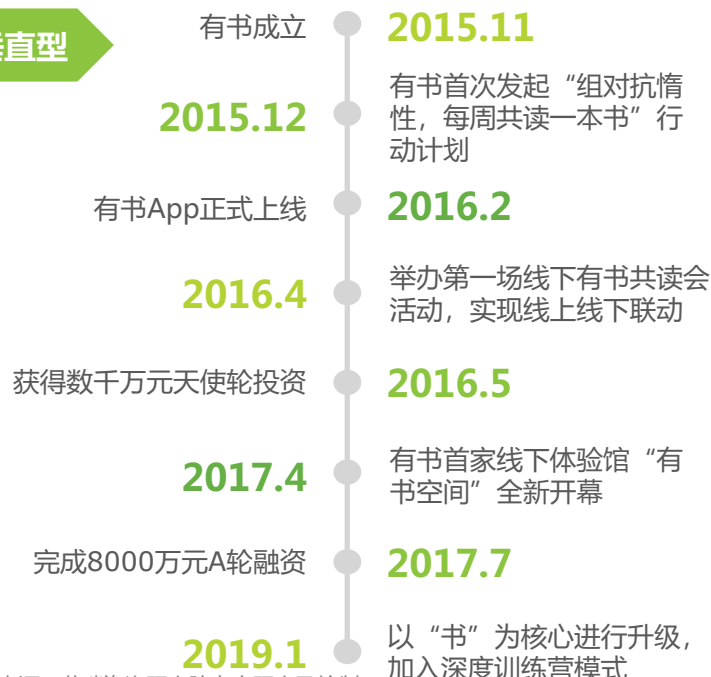 直型
有书成立
2015.11
2015.12
有书首次发起“组对抗惰
性，每周共读一本书”行
动计划
有书App正式上线
2016.2
2016.4
举办第一场线下有书共读会
活动，实现线上线下联动
获得数千万元天使轮投资
2016.5
2017.4
有书首家线下体验馆“有
书空间”全新开幕
完成8000万元A轮融资
2017.7
2019.1
以“书”为核心进行升级，
加入深度训练营模式